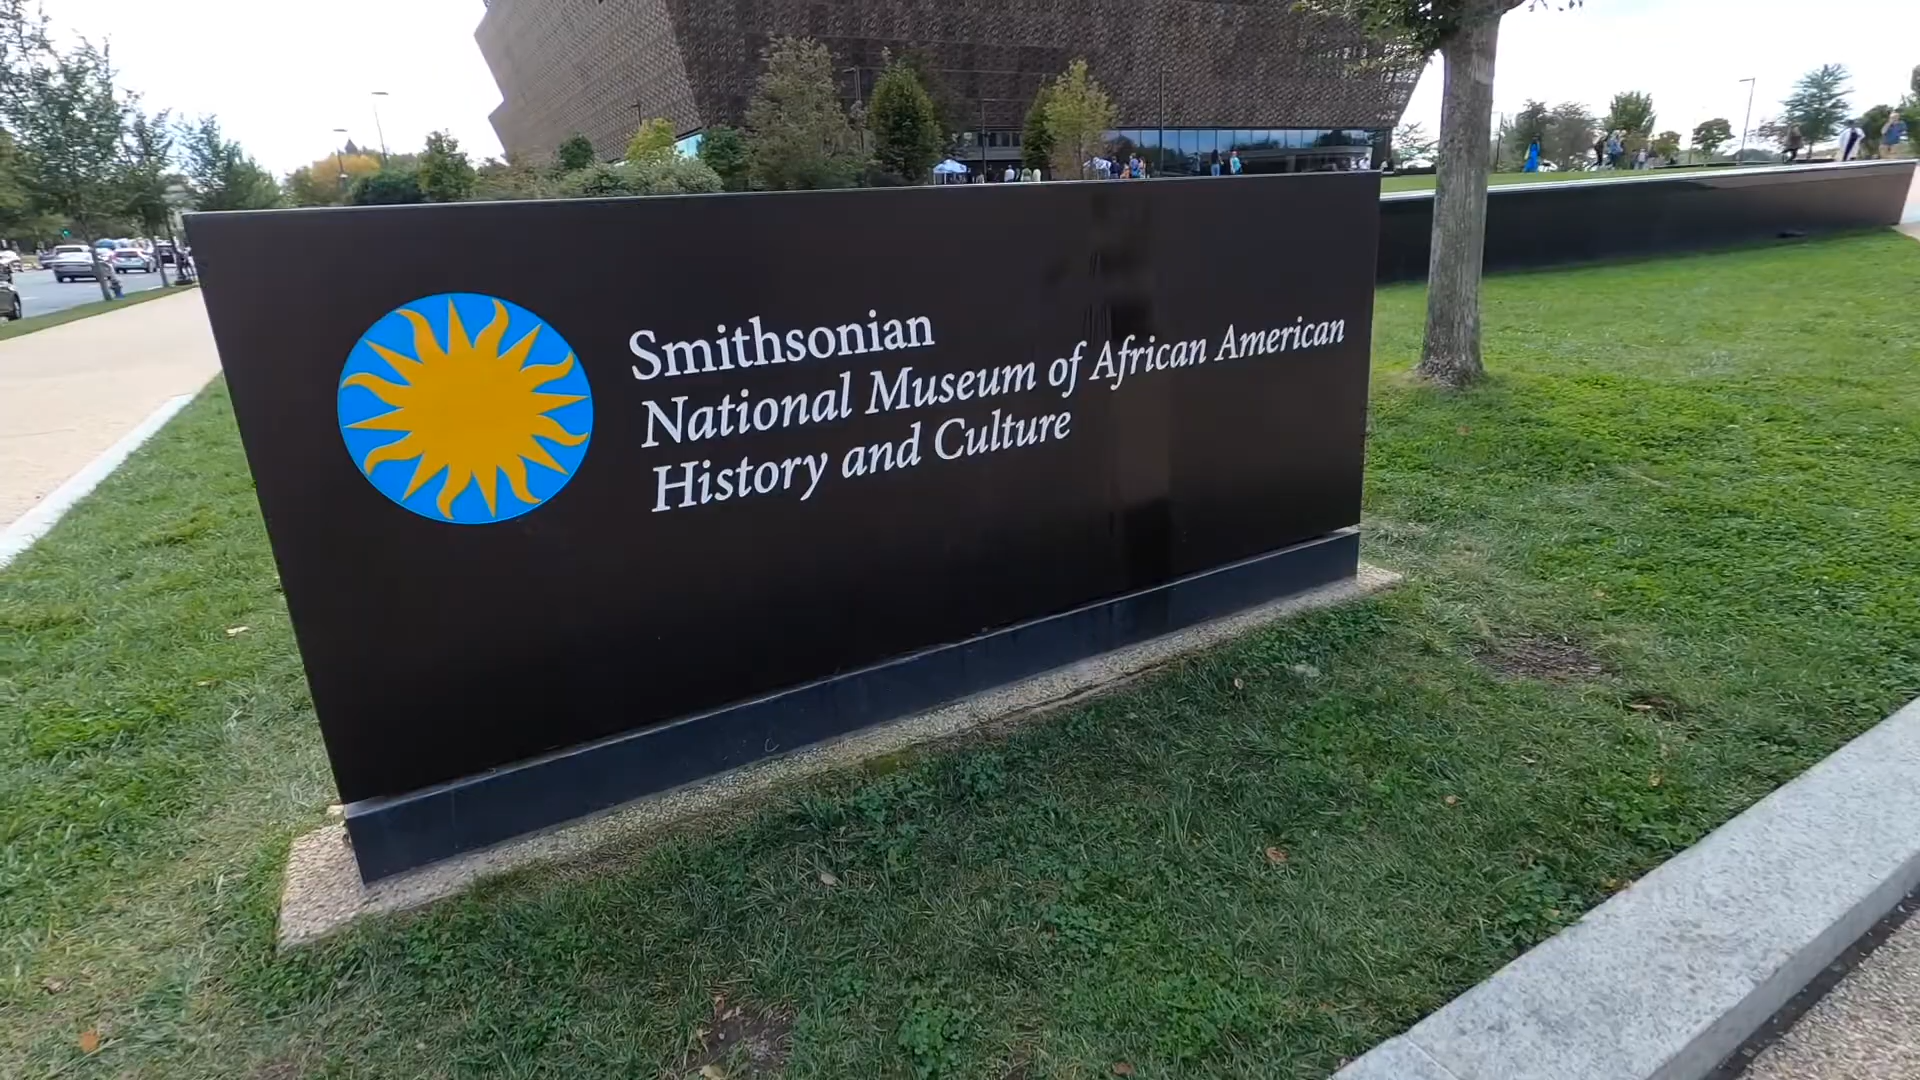 Smithsonian
National Museum of African American
History and Culture